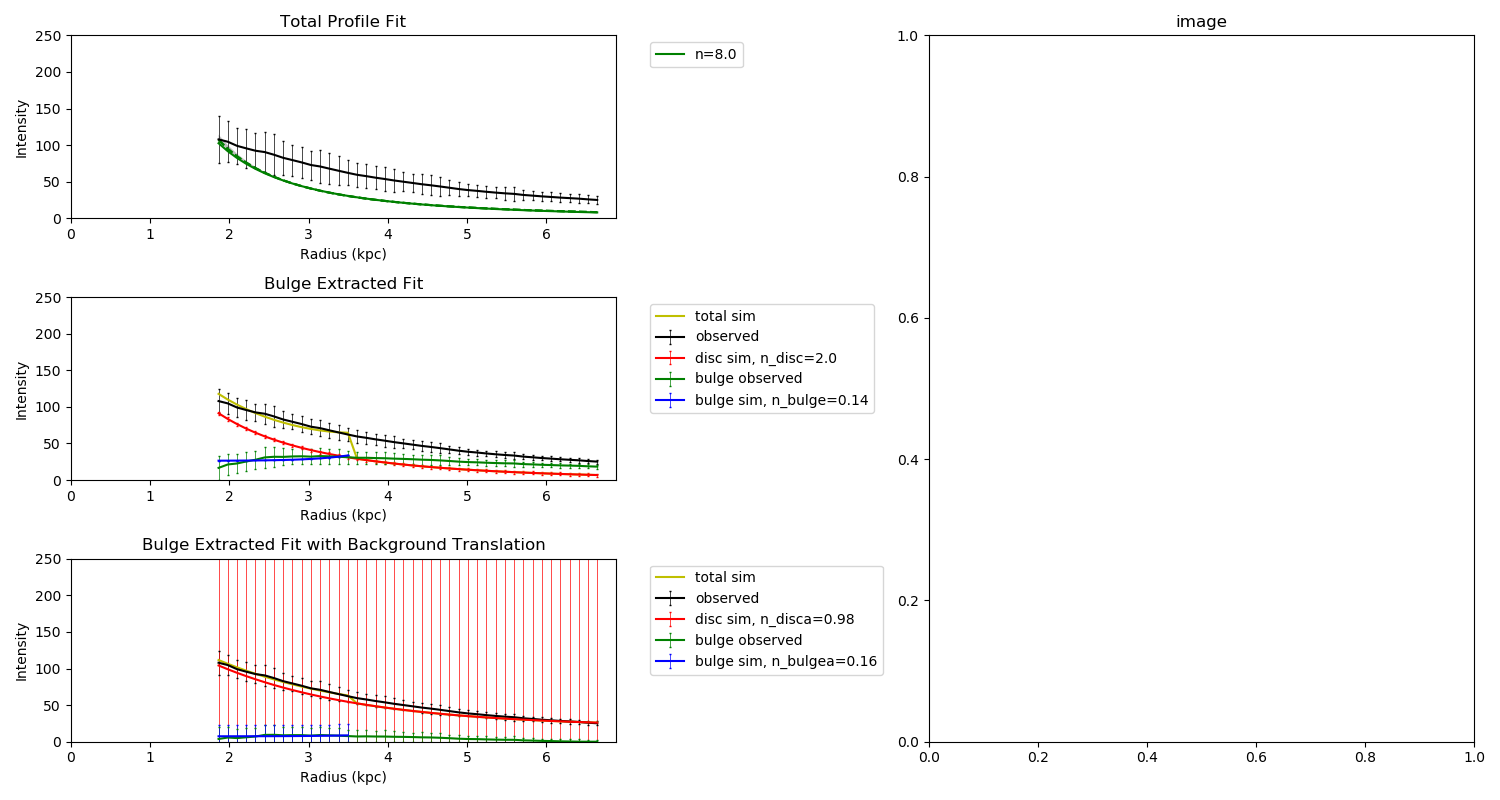 Total Profile Fit
250
200
150
100
50
0
Intensity
0 1 2 3 4 5 6
Radius (kpc)
n=8.0
Bulge Extracted Fit
250
200
150
100
50
0
Intensity
0 1 2 3 4 5 6
Radius (kpc)
total sim
observed
disc sim, n_disc=2.0
bulge observed
bulge sim, n_bulge=0.14
Bulge Extracted Fit with Background Translation
250
200
150
100
50
0
Intensity
0 1 2 3 4 5 6
Radius (kpc)
total sim
observed
disc sim, n_disca=0.98
bulge observed
bulge sim, n_bulgea=0.16
image
1.0
0.8
0.6
0.4
0.2
0.0
0.0 0.2 0.4 0.6 0.8 1.0